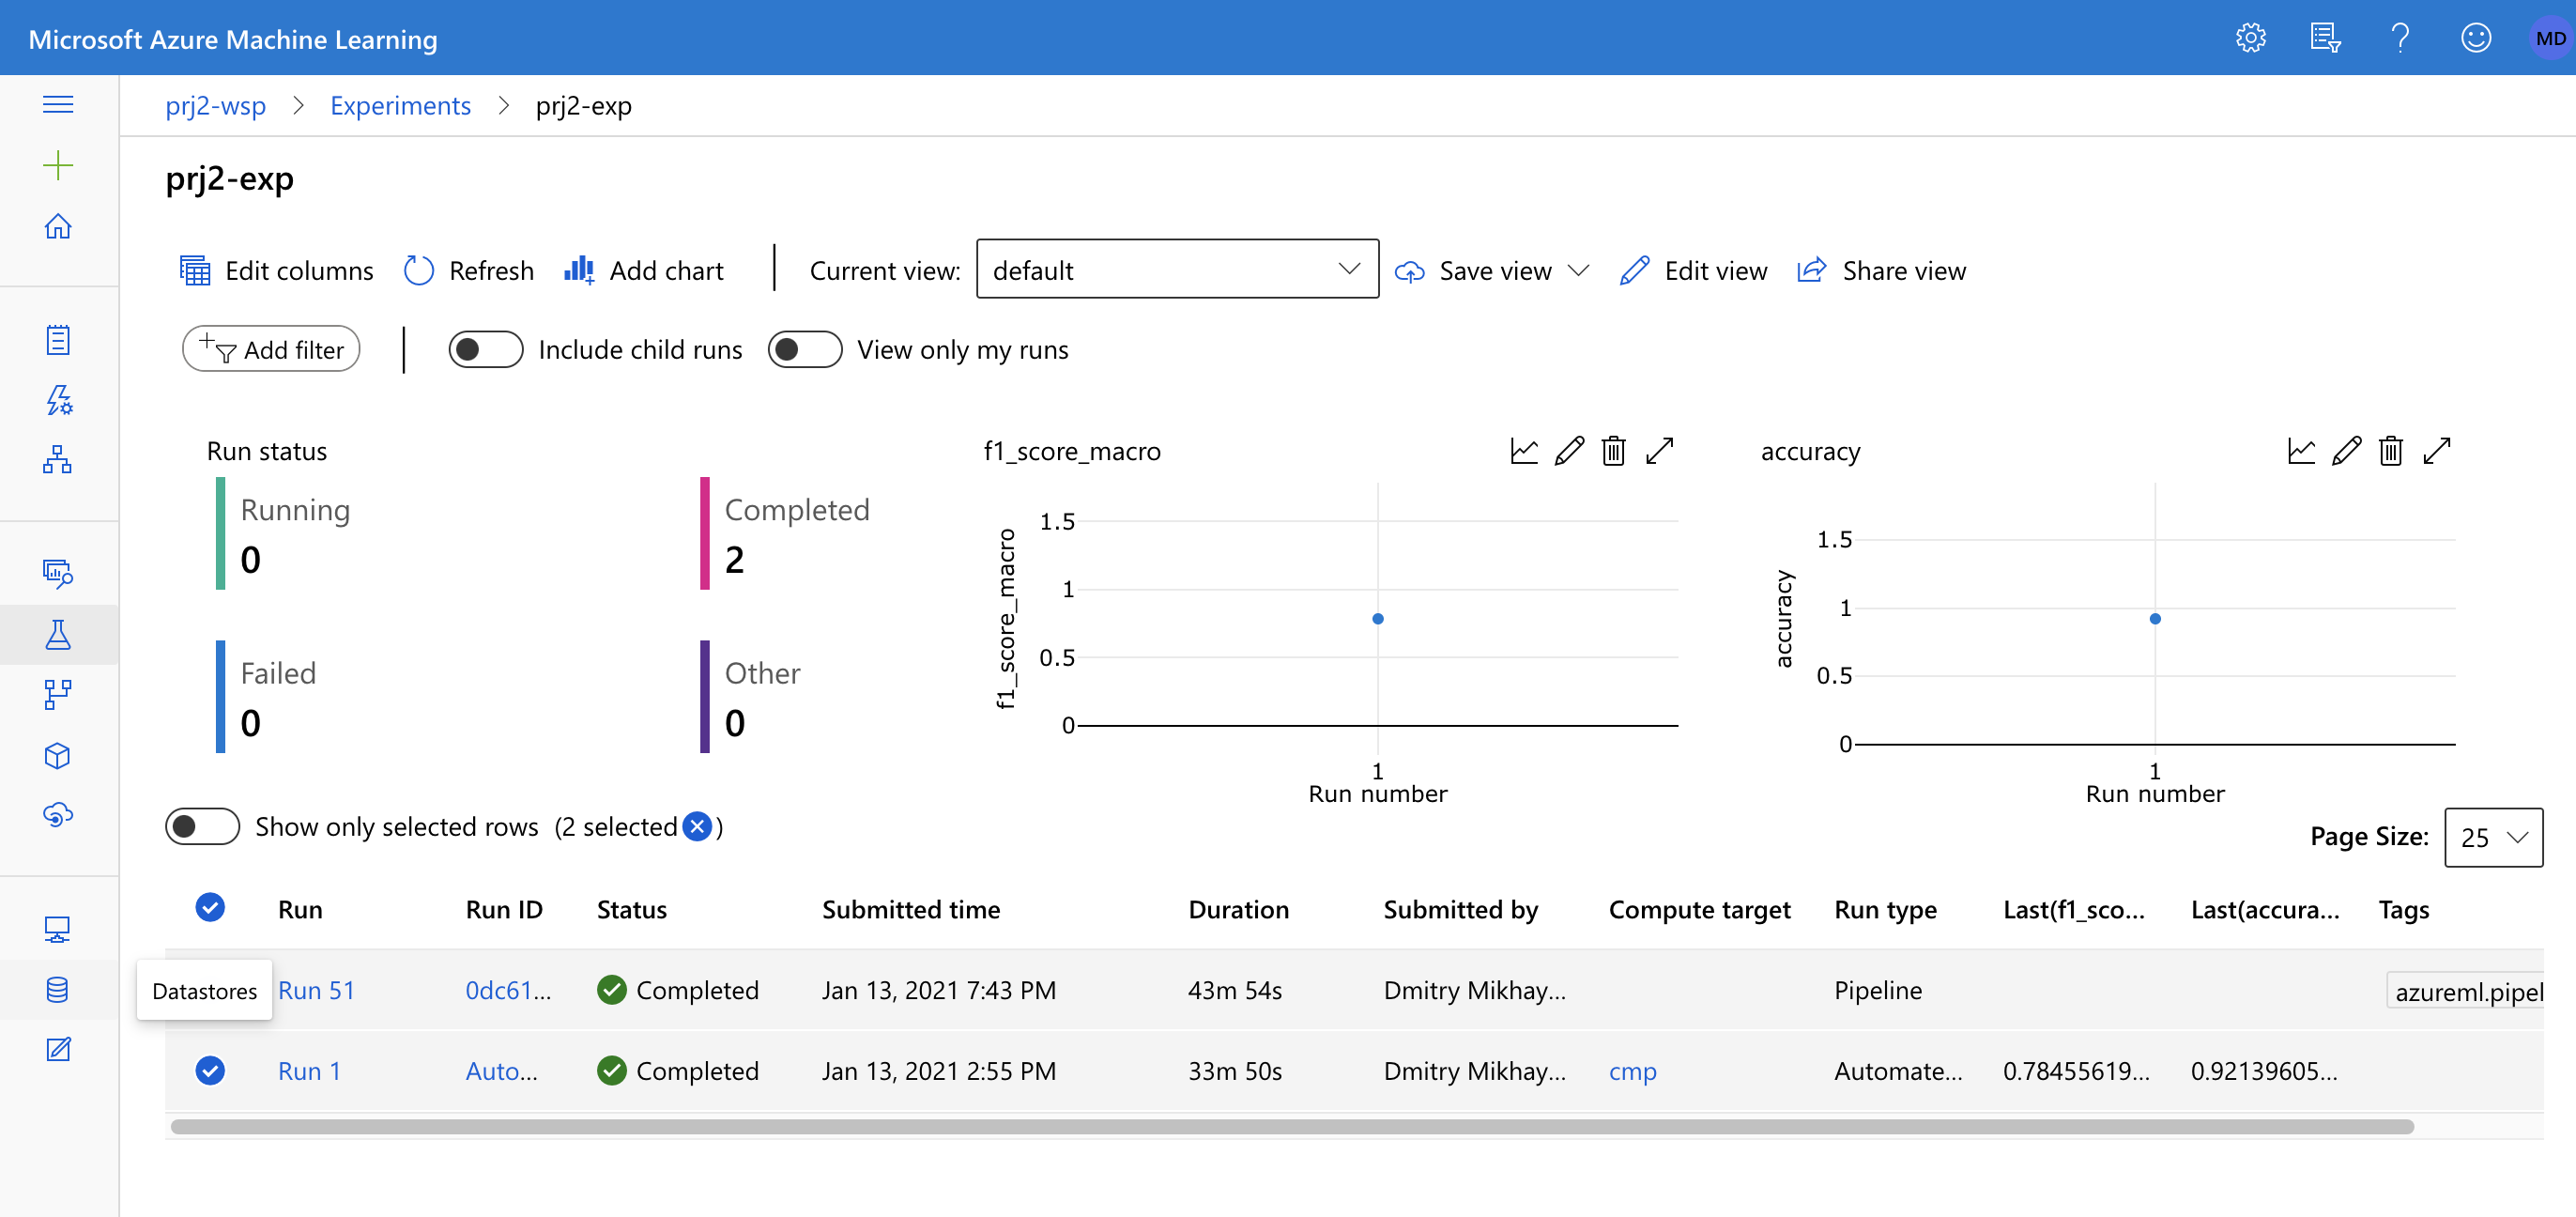 Microsoft Azure Machine Learning
MD
prj2-wsp > Experiments > prj2-exp
prj2-exp
Edit columns Refresh Add chart Current view: default Save view Edit view Share view
Add filter Include child runs View only my runs
Run status
Running
0
Completed
2
Failed
0
Other
0
f1_score_macro
f1_score_macro
1.5
1
0.5
0
1
Run number
accuracy
accuracy
1.5
1
0.5
0
1
Run number
Show only selected rows (2 selected )
Page Size: 25
Run Run ID Status Submitted time Duration Submitted by Compute target Run type Last(f1_sco... Last(accura... Tags
Datastores
Run 51 0dc61... Completed Jan 13, 2021 7:43 PM 43m 54s Dmitry Mikhay... Pipeline azureml.pipel
Run 1 Auto... Completed Jan 13, 2021 2:55 PM 33m 50s Dmitry Mikhay... cmp Automate... 0.78455619... 0.92139605...